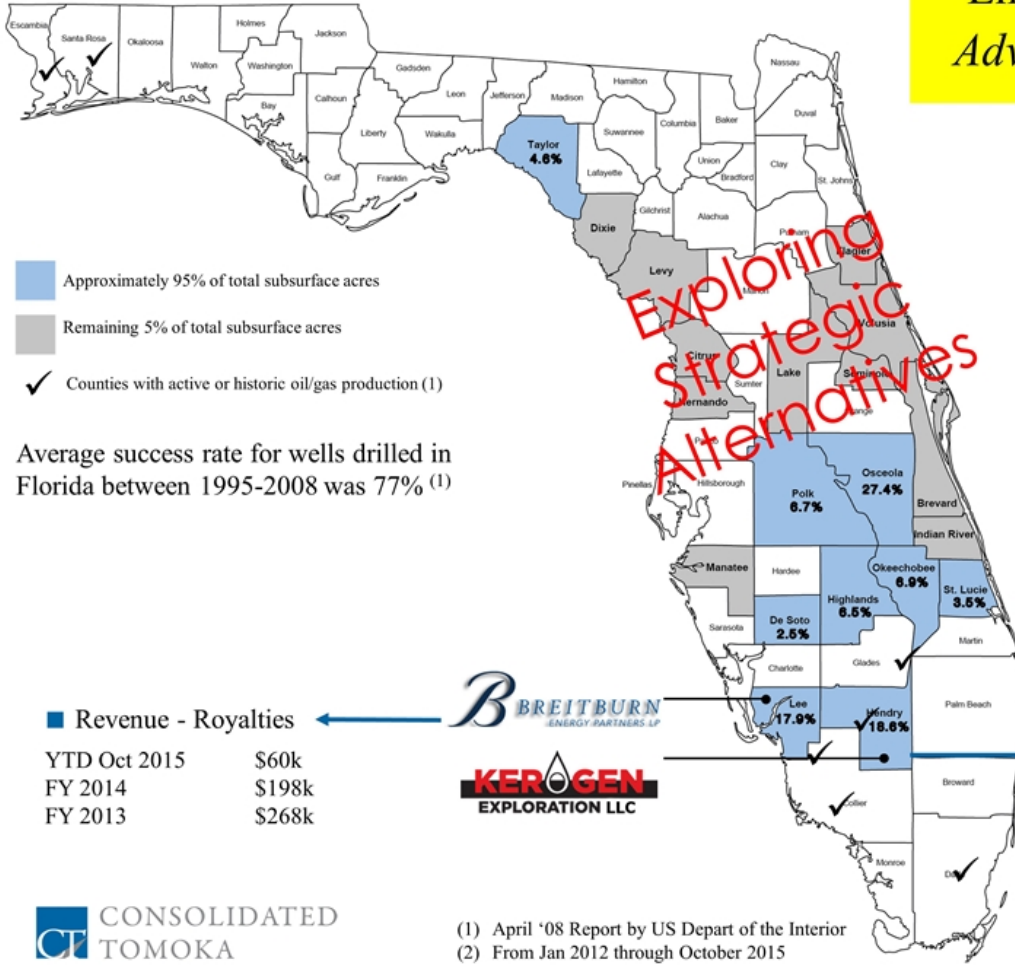 Adv
Escambia
Santa Rosa
Okaloosa
Walton
Holmes
Washington
Jackson
Bay
Calhoun
Gulf
Liberty
Gadsden
Franklin
Leon
Wakulla
Jefferson
Madison
Taylor
4.6%
Hamilton
Suwannee
Lafayette
Columbia
Baker
Nassau
Duval
Union
Bradford
Clay
St. Johns
Dixie
Gilchrist
Alachua
Levy
Exploring
Strategic
Alternatives
Flagler
Volusia
Citrus
Sumter
Lake
Seminole
Hernando
Approximately 95% of total subsurface acres
Remaining 5% of total subsurface acres
Counties with active or historic oil/gas production (1)
Average success rate for wells drilled in
Florida between 1995-2008 was 77% (1)
Pinellas
Hillsborough
Polk
6.7%
Osceola
27.4%
Brevard
Indian River
Manatee
Hardee
Highlands
6.5%
Okeechobee
6.9%
St. Lucie
3.5%
Sarasota
De Soto
2.5%
Martin
Charlotte
Glades
Palm Beach
Lee
17.9%
Hendry
18.6%
Broward
Collier
Monroe
Revenue - Royalties
YTD Oct 2015 $60k
FY 2014 $198k
FY 2013 $268k
B BREITBURN
ENERGY PARTNERS LP
KEROGEN
EXPLORATION LLC
CT CONSOLIDATED
TOMOKA
(1) April ‘08 Report by US Depart of the Interior
(2) From Jan 2012 through October 2015